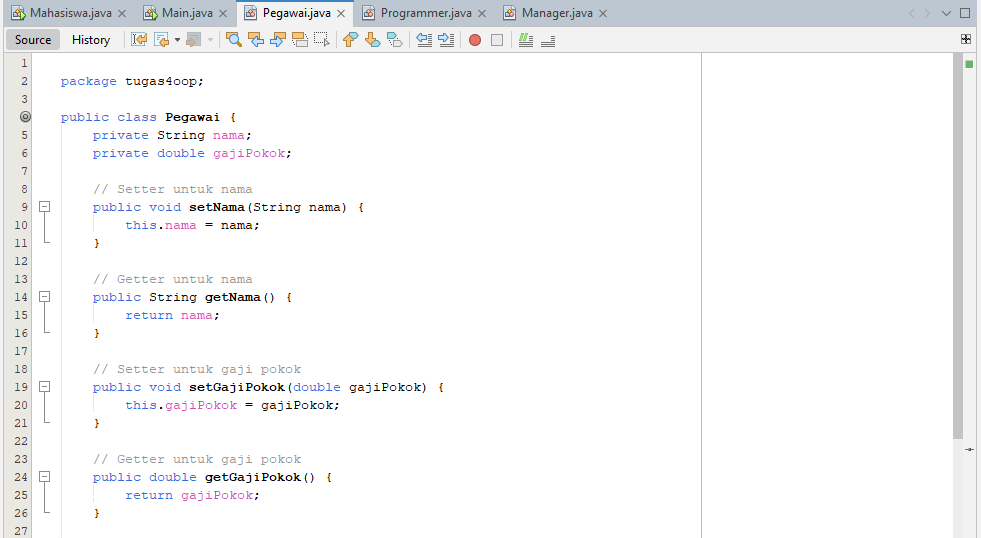 Mahasiswa.java
Main.java
Pegawai.java
Programmer.java
Manager.java
Source
History
1
2 package tugas4oop;
3
public class Pegawai {
5 private String nama;
6 private double gajiPokok;
7
8 // Setter untuk nama
9 public void setNama(String nama) {
10 this.nama = nama;
11 }
12
13 // Getter untuk nama
14 public String getNama() {
15 return nama;
16 }
17
18 // Setter untuk gaji pokok
19 public void setGajiPokok(double gajiPokok) {
20 this.gajiPokok = gajiPokok;
21 }
22
23 // Getter untuk gaji pokok
24 public double getGajiPokok() {
25 return gajiPokok;
26 }
27